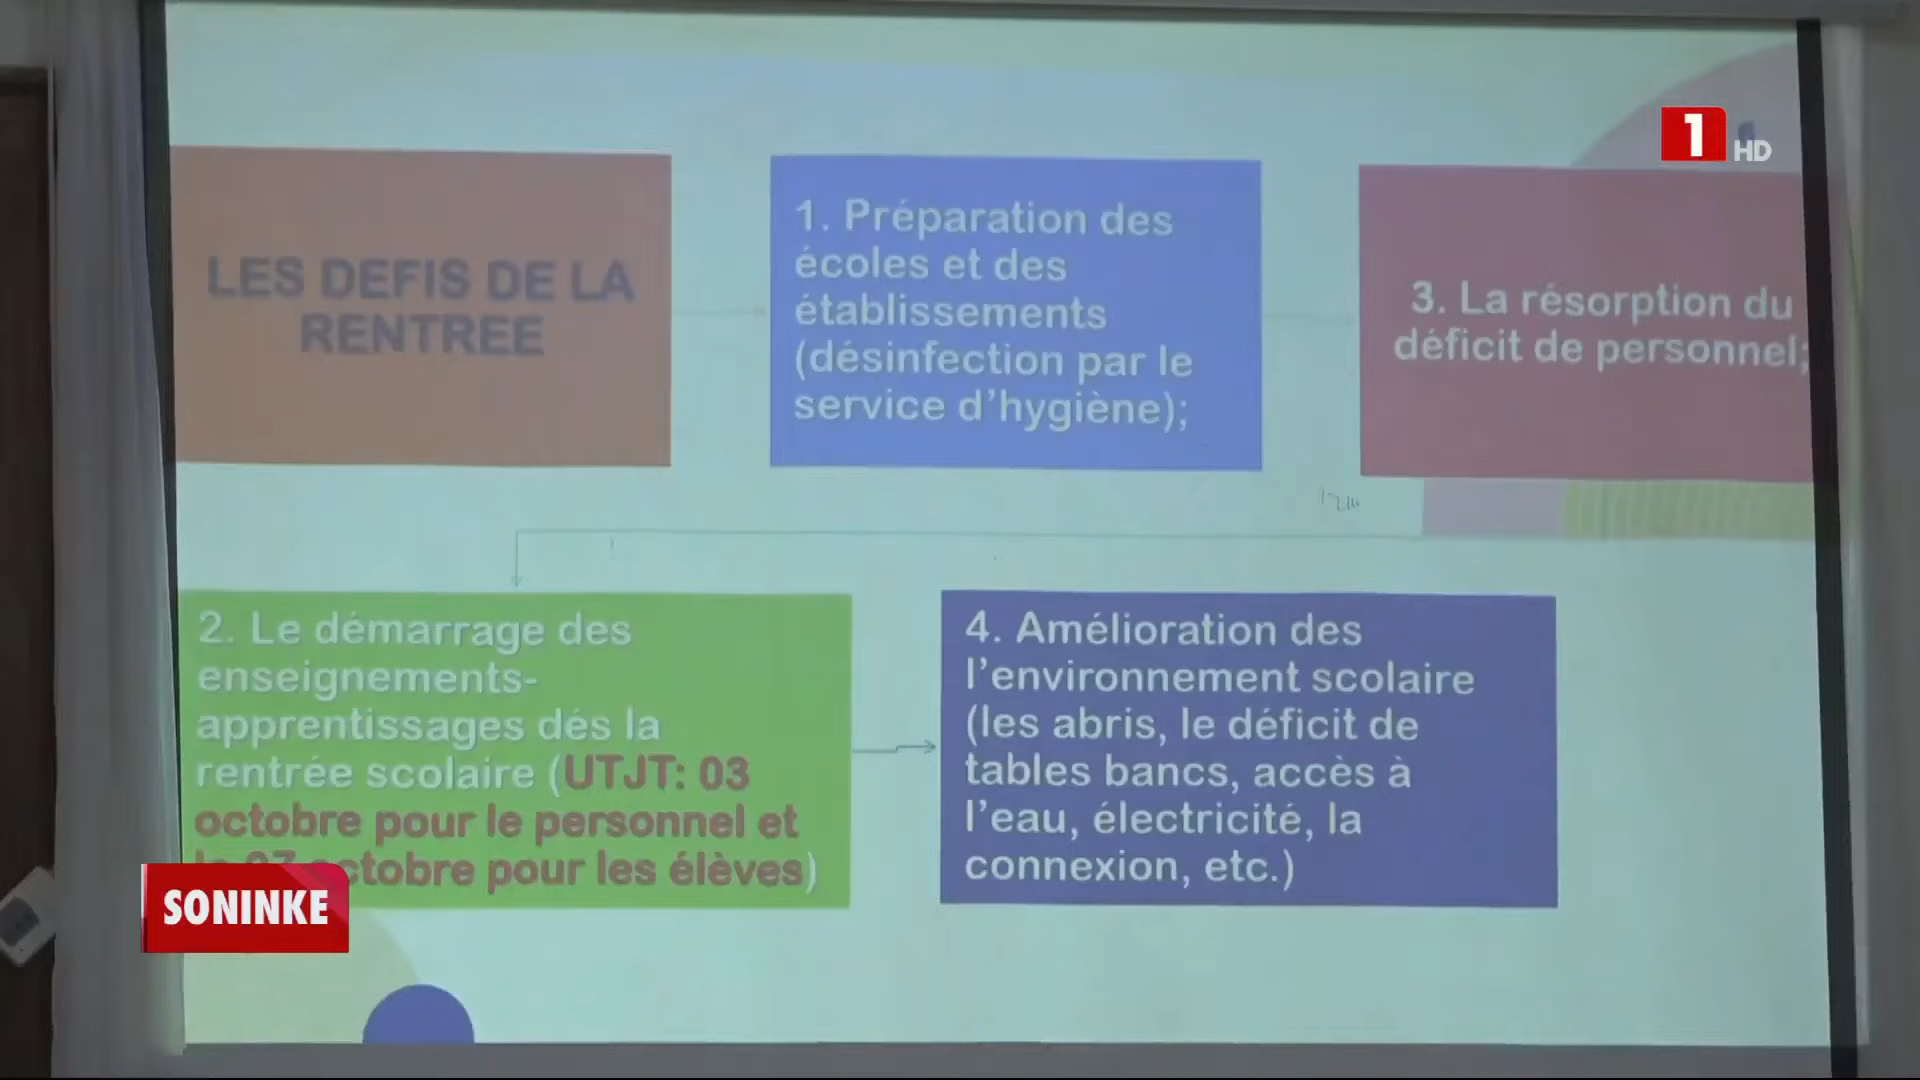 1 HD
LES DEFIS DE LA
RENTREE
1. Préparation des
écoles et des
établissements
(désinfection par le
service d'hygiène);
3. La résorption du
déficit de personnel;
2. Le démarrage des
enseignements-
apprentissages dés la
rentrée scolaire (UTJT: 03
octobre pour le personnel et
octobre pour les élèves)
4. Amélioration des
l'environnement scolaire
(les abris, le déficit de
tables bancs, accès à
l'eau, électricité, la
connexion, etc.)
SONINKE